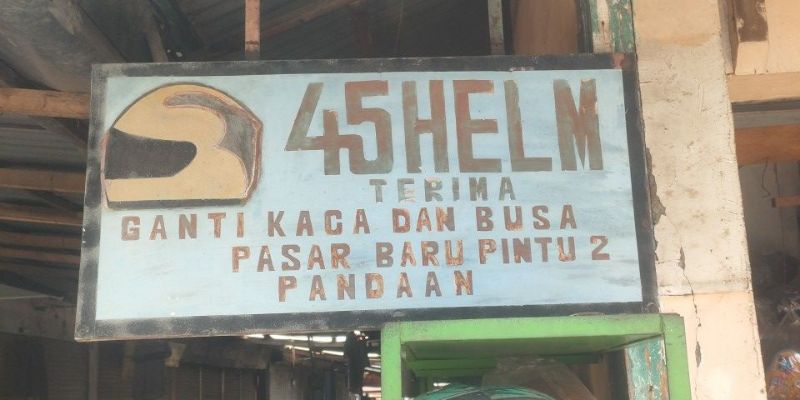 45HELM
TERIMA
GANTI KACA DAN BUSA
PASAR BARU PINTU 2
PANDAAN